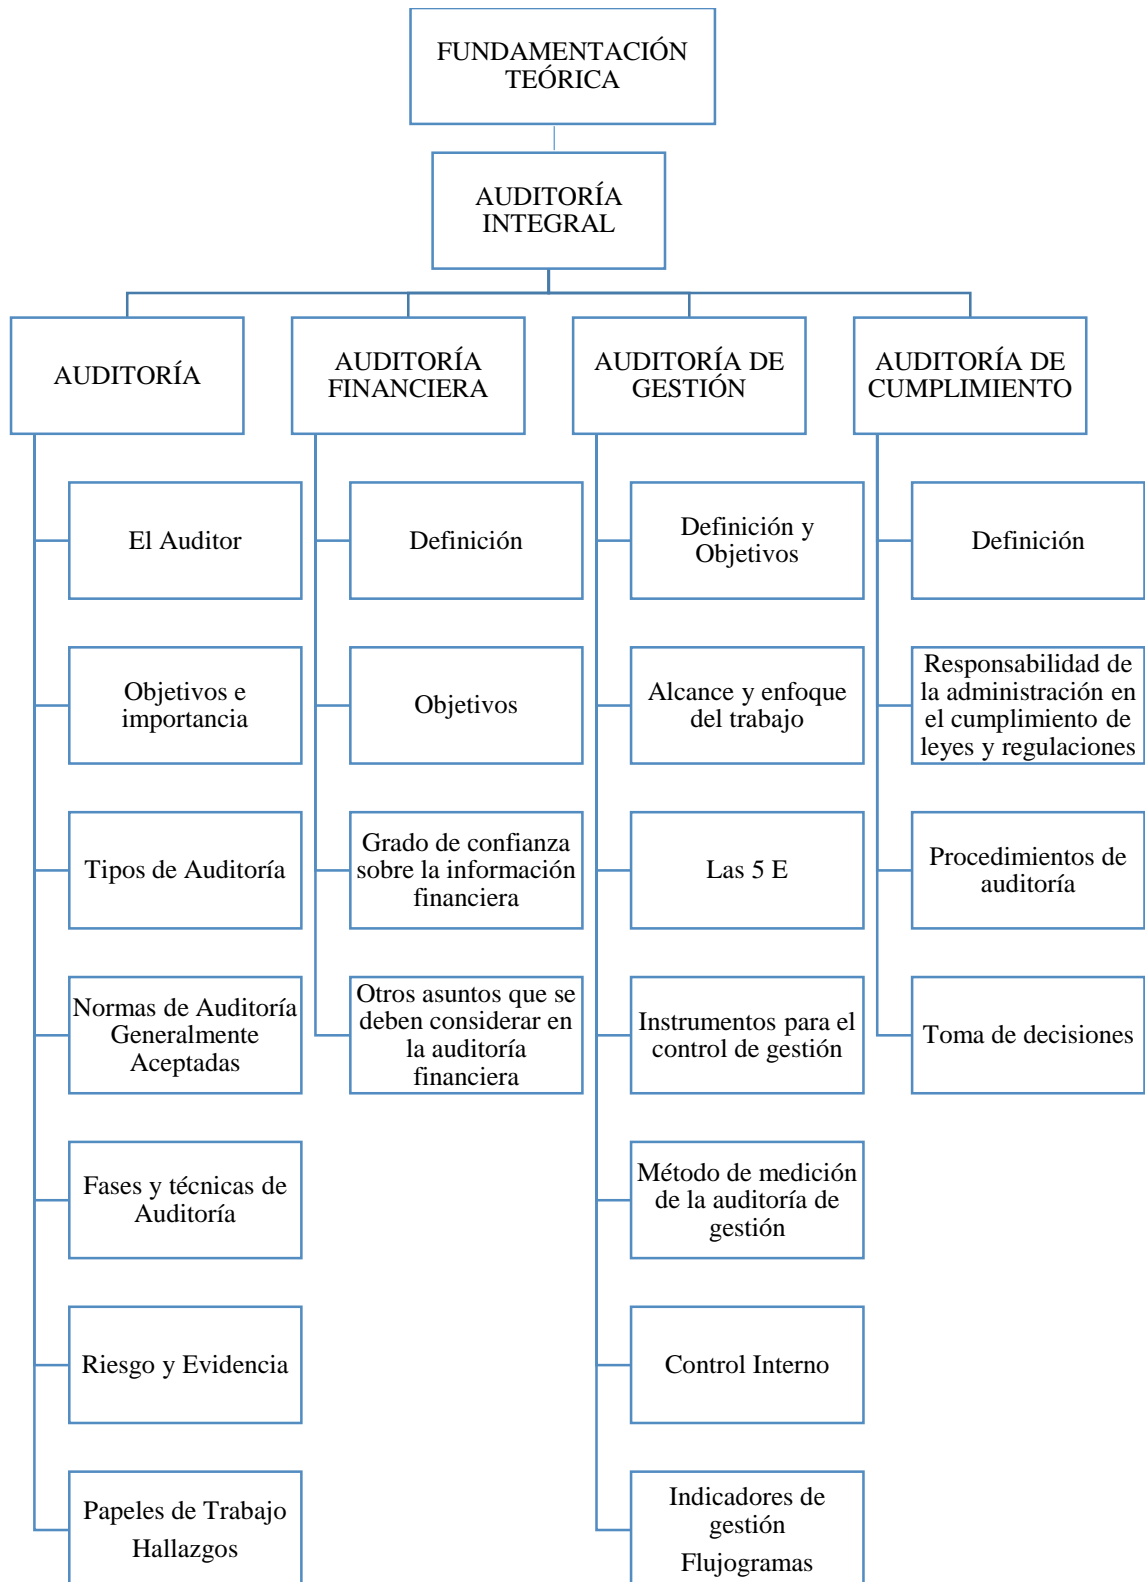 FUNDAMENTACIÓN
TEÓRICA
AUDITORÍA
INTEGRAL
AUDITORÍA
El Auditor
Objetivos e
importancia
Tipos de Auditoría
Normas de Auditoría
Generalmente
Aceptadas
Fases y técnicas de
Auditoría
Riesgo y Evidencia
Papeles de Trabajo
Hallazgos
AUDITORÍA
FINANCIERA
Definición
Objetivos
Grado de confianza
sobre la información
financiera
Otros asuntos que se
deben considerar en
la auditoría
financiera
AUDITORÍA DE
GESTIÓN
Definición y
Objetivos
Alcance y enfoque
del trabajo
Las 5 E
Instrumentos para el
control de gestión
Método de medición
de la auditoría de
gestión
Control Interno
Indicadores de
gestión
Flujogramas
AUDITORÍA DE
CUMPLIMIENTO
Definición
Responsabilidad de
la administración en
el cumplimiento de
leyes y regulaciones
Procedimientos de
auditoría
Toma de decisiones